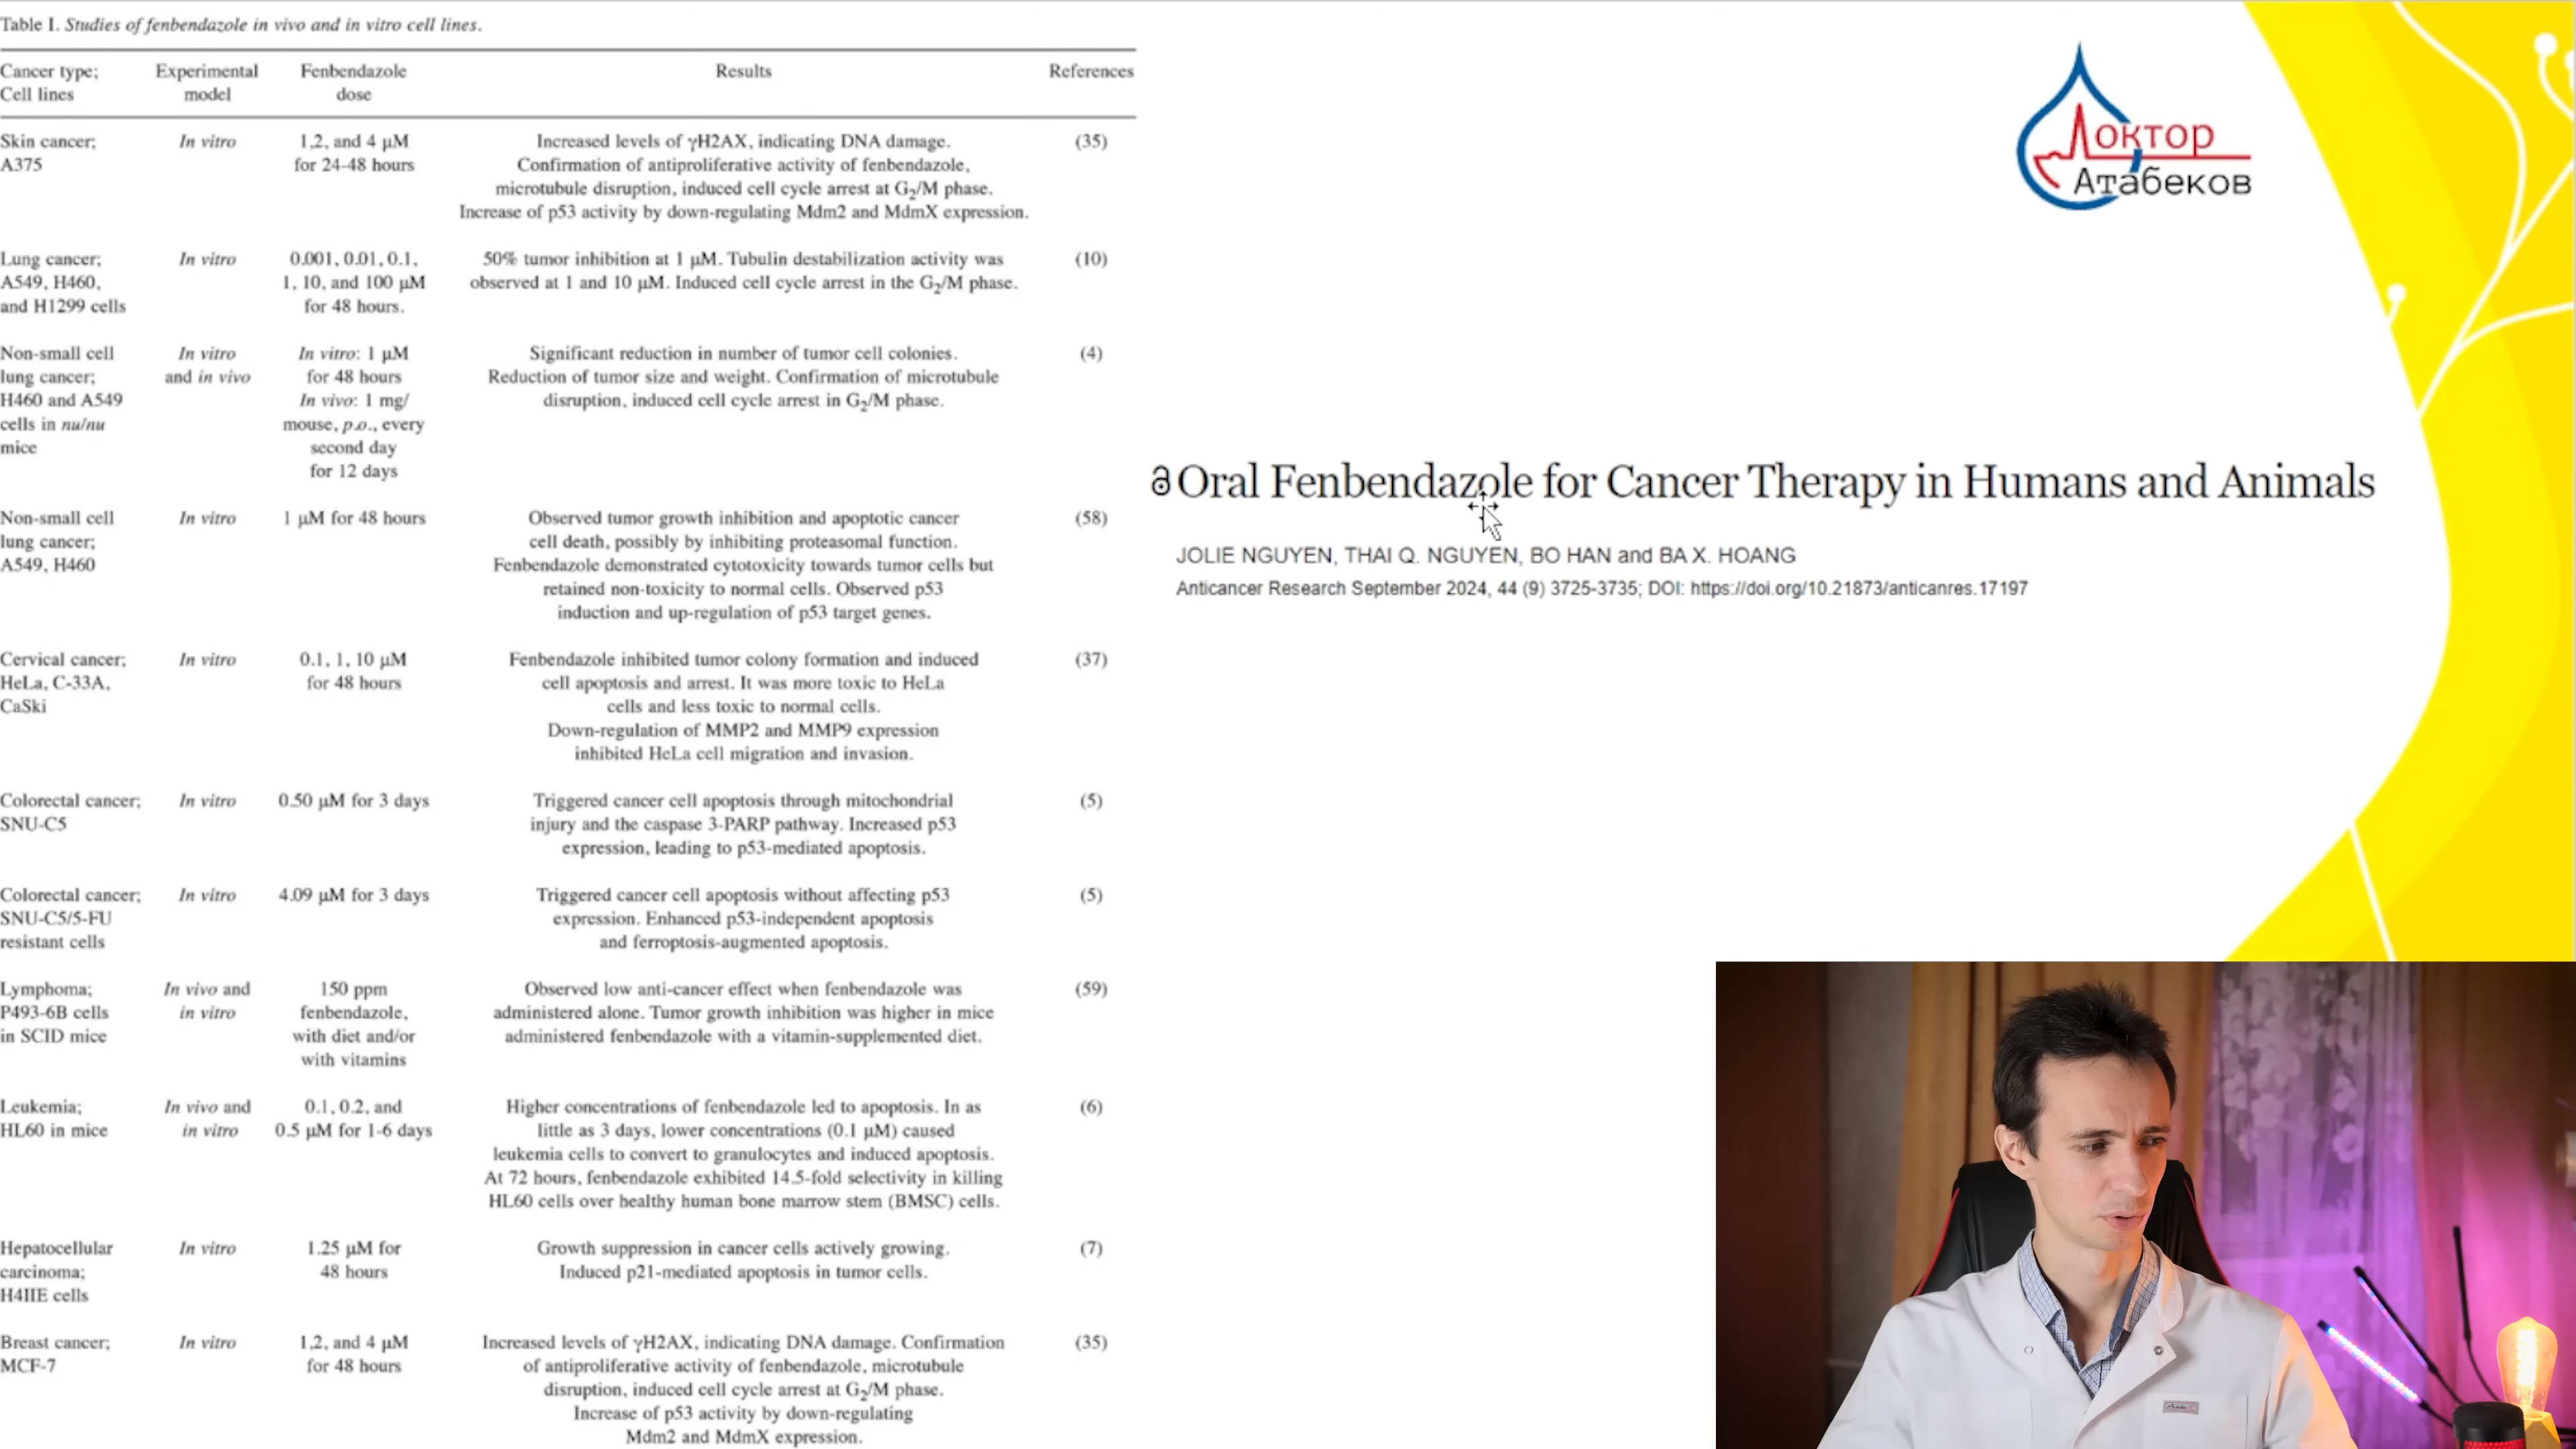 Table I. Studies of fenbendazole in vivo and in vitro cell lines.
Cancer type; Experimental Fenbendazole Results References
Cell lines model dose
Skin cancer; In vitro 1,2, and 4 μM Increased levels of γH2AX, indicating DNA damage. (35)
A375 for 24-48 hours Confirmation of antiproliferative activity of fenbendazole,
microtubule disruption, induced cell cycle arrest at G2/M phase.
Increase of p53 activity by down-regulating Mdm2 and MdmX expression.
Lung cancer; In vitro 0.001, 0.01, 0.1, 50% tumor inhibition at 1 μM. Tubulin destabilization activity was (10)
A549, H460, 1, 10, and 100 μM observed at 1 and 10 μM. Induced cell cycle arrest in the G2/M phase.
and H1299 cells for 48 hours.
Non-small cell In vitro In vitro: 1 μM Significant reduction in number of tumor cell colonies. (4)
lung cancer; and in vivo for 48 hours Reduction of tumor size and weight. Confirmation of microtubule
H460 and A549 In vivo: 1 mg/ disruption, induced cell cycle arrest in G2/M phase.
cells in nu/nu mouse, p.o., every
mice second day
for 12 days
Non-small cell In vitro 1 μM for 48 hours Observed tumor growth inhibition and apoptotic cancer (58)
lung cancer; cell death, possibly by inhibiting proteasomal function.
A549, H460 Fenbendazole demonstrated cytotoxicity towards tumor cells but
retained non-toxicity to normal cells. Observed p53
induction and up-regulation of p53 target genes.
Cervical cancer; In vitro 0.1, 1, 10 μM Fenbendazole inhibited tumor colony formation and induced (37)
HeLa, C-33A, for 48 hours cell apoptosis and arrest. It was more toxic to HeLa
CaSki cells and less toxic to normal cells.
Down-regulation of MMP2 and MMP9 expression
inhibited HeLa cell migration and invasion.
Colorectal cancer; In vitro 0.50 μM for 3 days Triggered cancer cell apoptosis through mitochondrial (5)
SNU-C5 injury and the caspase 3-PARP pathway. Increased p53
expression, leading to p53-mediated apoptosis.
Colorectal cancer; In vitro 4.09 μM for 3 days Triggered cancer cell apoptosis without affecting p53 (5)
SNU-C5/5-FU expression. Enhanced p53-independent apoptosis
resistant cells and ferroptosis-augmented apoptosis.
Lymphoma; In vivo and 150 ppm Observed low anti-cancer effect when fenbendazole was (59)
P493-6B cells in vitro fenbendazole, administered alone. Tumor growth inhibition was higher in mice
in SCID mice with diet and/or administered fenbendazole with a vitamin-supplemented diet.
with vitamins
Leukemia; In vivo and 0.1, 0.2, and Higher concentrations of fenbendazole led to apoptosis. In as (6)
HL60 in mice in vitro 0.5 μM for 1-6 days little as 3 days, lower concentrations (0.1 μM) caused
leukemia cells to convert to granulocytes and induced apoptosis.
At 72 hours, fenbendazole exhibited 14.5-fold selectivity in killing
HL60 cells over healthy human bone marrow stem (BMSC) cells.
Hepatocellular In vitro 1.25 μM for Growth suppression in cancer cells actively growing. (7)
carcinoma; 48 hours Induced p21-mediated apoptosis in tumor cells.
H4IIE cells
Breast cancer; In vitro 1,2, and 4 μM Increased levels of γH2AX, indicating DNA damage. Confirmation (35)
MCF-7 for 48 hours of antiproliferative activity of fenbendazole, microtubule
disruption, induced cell cycle arrest at G2/M phase.
Increase of p53 activity by down-regulating
Mdm2 and MdmX expression.
Доктор
Атабеков
Oral Fenbendazole for Cancer Therapy in Humans and Animals
JOLIE NGUYEN, THAI Q. NGUYEN, BO HAN and BA X. HOANG
Anticancer Research September 2024, 44 (9) 3725-3735; DOI: https://doi.org/10.21873/anticanres.17197